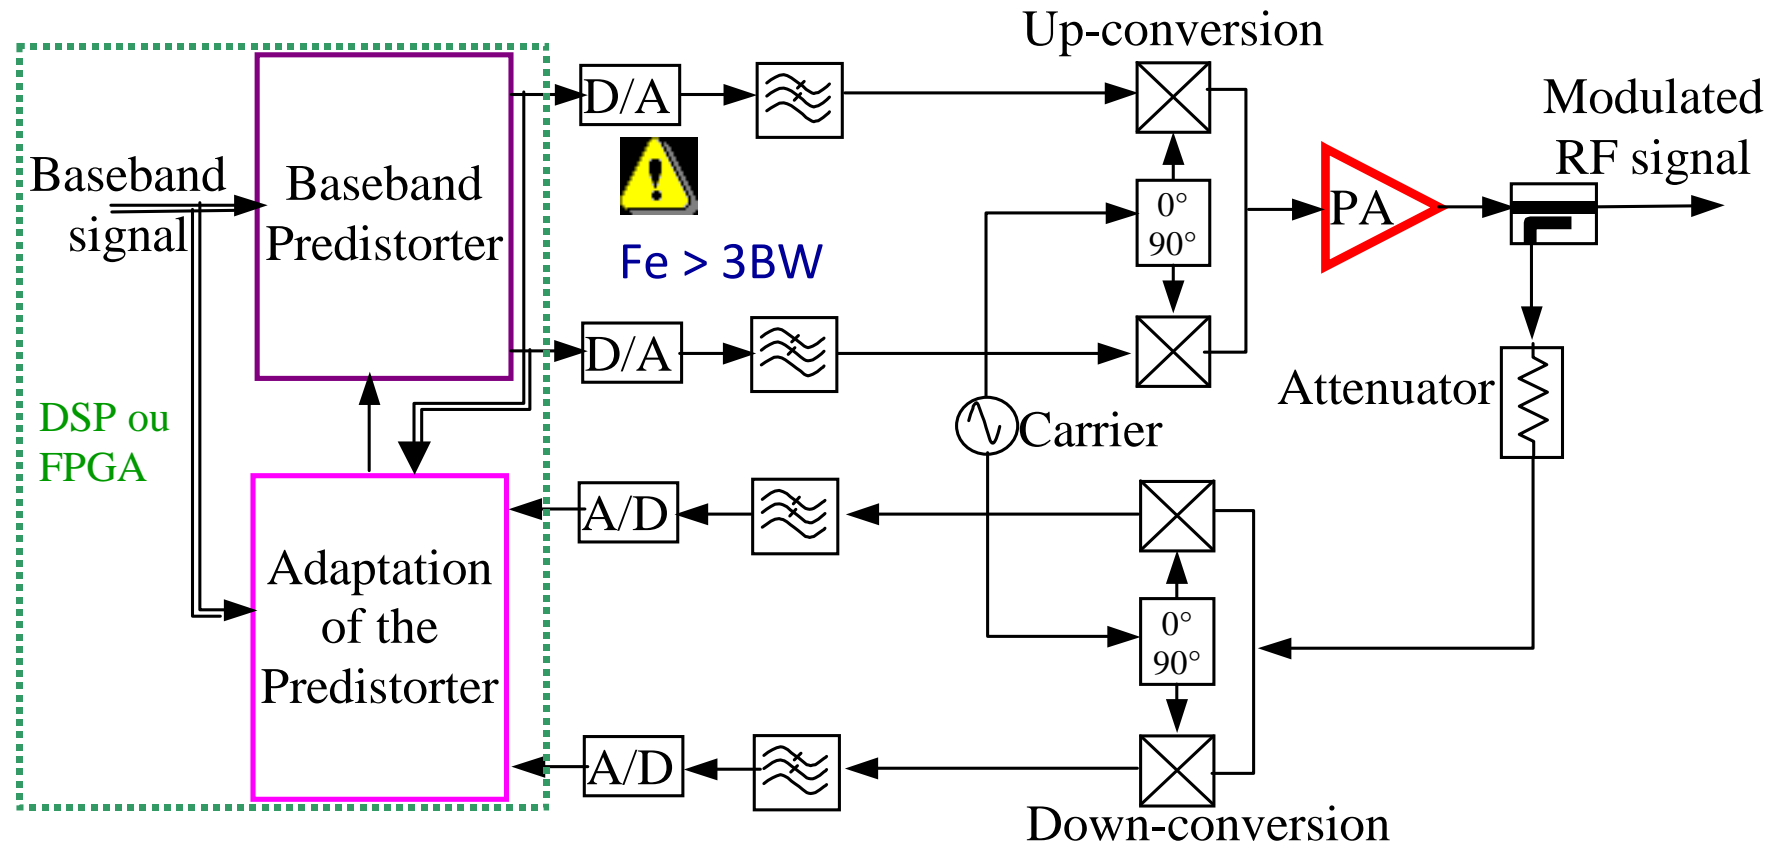 Up-conversion
D/A
Modulated
RF signal
Baseband
signal
Baseband
Predistorter
0°
90°
PA
Fe > 3BW
D/A
Attenuator
DSP ou
FPGA
Carrier
A/D
Adaptation
of the
Predistorter
0°
90°
A/D
Down-conversion